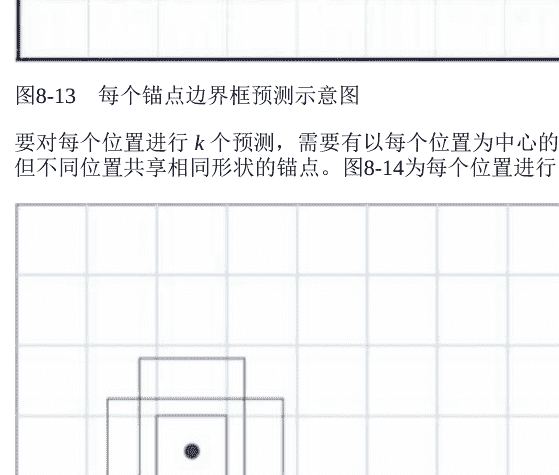 图8-13 每个锚点边界框预测示意图
要对每个位置进行 k 个预测，需要有以每个位置为中心的
但不同位置共享相同形状的锚点。图8-14为每个位置进行